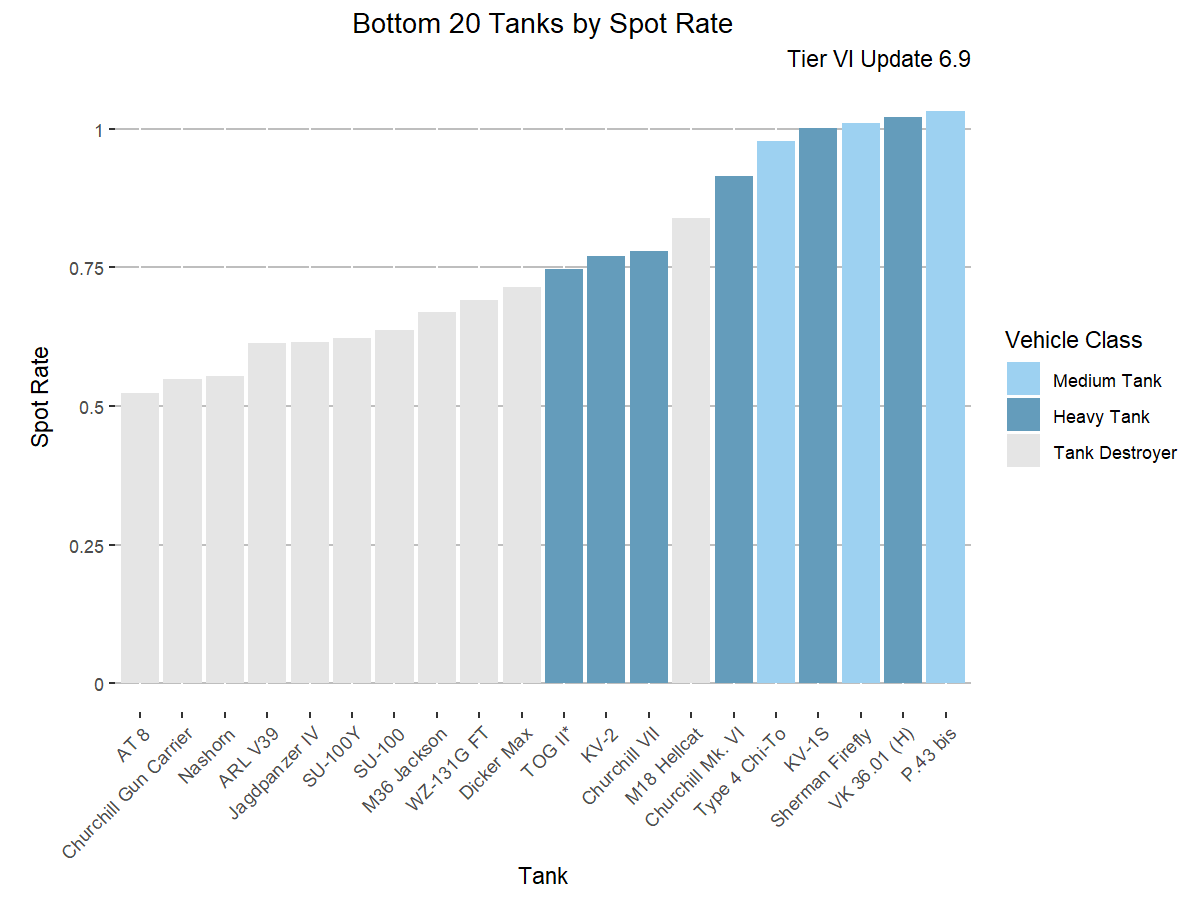 Bottom 20 Tanks by Spot Rate
Tier VI Update 6.9
1
0.75
0.5
0.25
0
Spot Rate
AT 8
Churchill Gun Carrier
Nashorn
ARL V39
Jagdpanzer IV
SU-100Y
SU-100
M36 Jackson
WZ-131G FT
Dicker Max
TOG II*
KV-2
Churchill VII
M18 Hellcat
Churchill Mk. VI
Type 4 Chi-To
KV-1S
Sherman Firefly
VK 36.01 (H)
P.43 bis
Tank
Vehicle Class
Medium Tank
Heavy Tank
Tank Destroyer